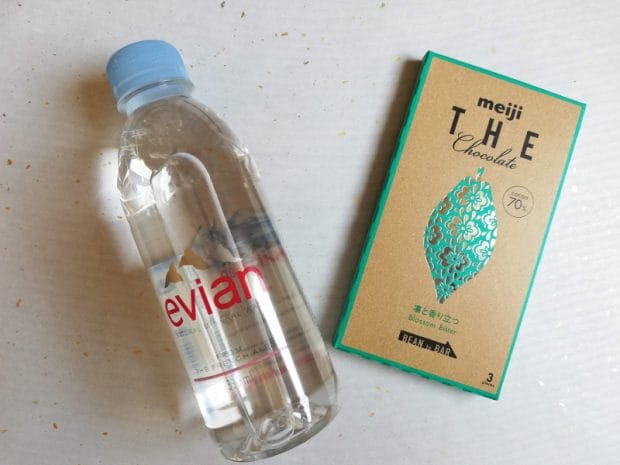 evian
meiji
THE
Chocolate
CACAO
70%
凛と香り立つ
Blossom Bitter
BEAN to BAR
3